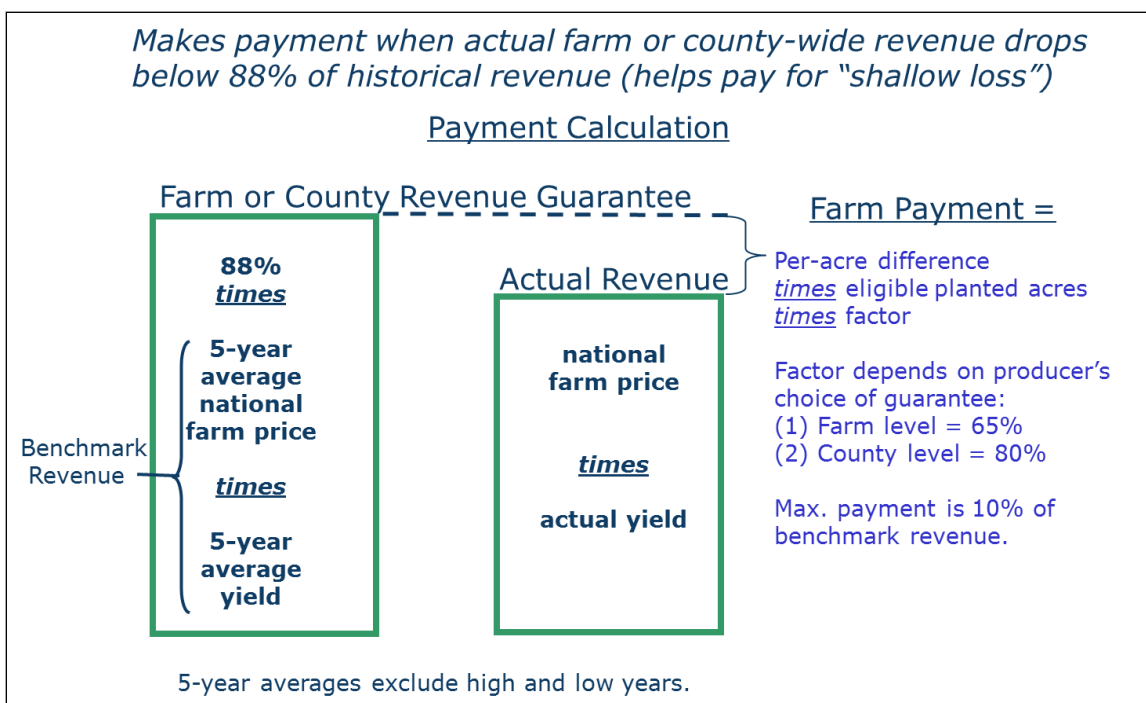 Makes payment when actual farm or county-wide revenue drops
below 88% of historical revenue (helps pay for “shallow loss”)
Payment Calculation
Farm or County Revenue Guarantee
88%
times
5-year
average
national
farm price
times
5-year
average
yield
Benchmark
Revenue
Actual Revenue
national
farm price
times
actual yield
Farm Payment =
Per-acre difference
times eligible planted acres
times factor
Factor depends on producer’s
choice of guarantee:
(1) Farm level = 65%
(2) County level = 80%
Max. payment is 10% of
benchmark revenue.
5-year averages exclude high and low years.